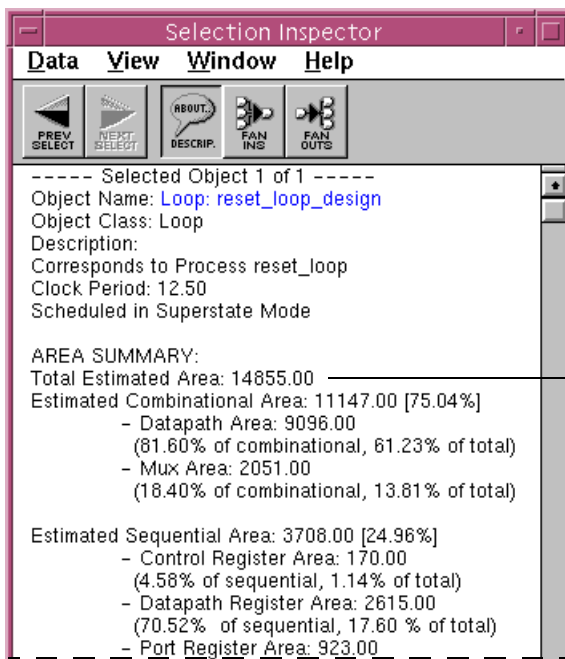 Selection Inspector
Data View Window Help
PREV SELECT
NEXT SELECT
ABOUT.. DESCRIP.
FAN INS
FAN OUTS
----- Selected Object 1 of 1 -----
Object Name: Loop: reset_loop_design
Object Class: Loop
Description:
Corresponds to Process reset_loop
Clock Period: 12.50
Scheduled in Superstate Mode
AREA SUMMARY:
Total Estimated Area: 14855.00
Estimated Combinational Area: 11147.00 [75.04%]
– Datapath Area: 9096.00
(81.60% of combinational, 61.23% of total)
– Mux Area: 2051.00
(18.40% of combinational, 13.81% of total)
Estimated Sequential Area: 3708.00 [24.96%]
– Control Register Area: 170.00
(4.58% of sequential, 1.14% of total)
– Datapath Register Area: 2615.00
(70.52% of sequential, 17.60 % of total)
– Port Register Area: 923.00